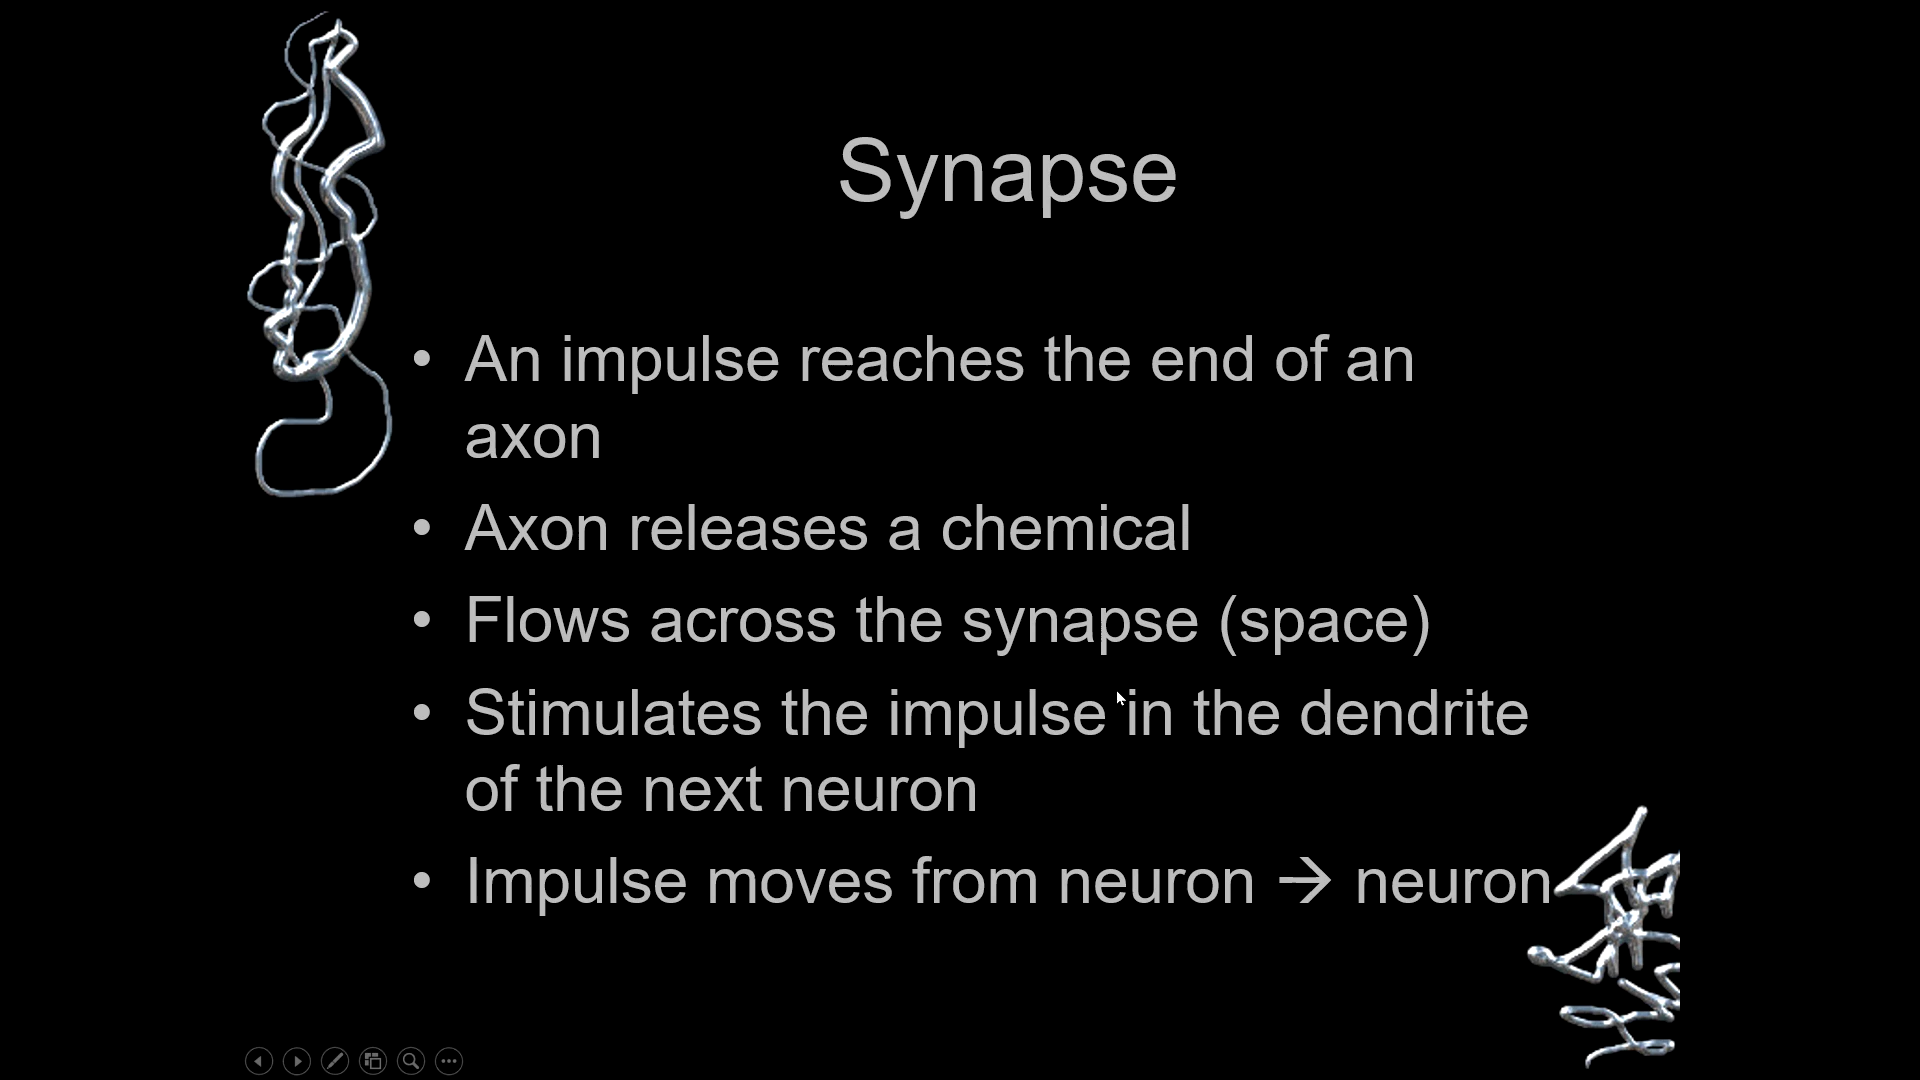 Synapse
• An impulse reaches the end of an
axon
• Axon releases a chemical
• Flows across the synapse (space)
• Stimulates the impulse in the dendrite
of the next neuron
• Impulse moves from neuron → neuron